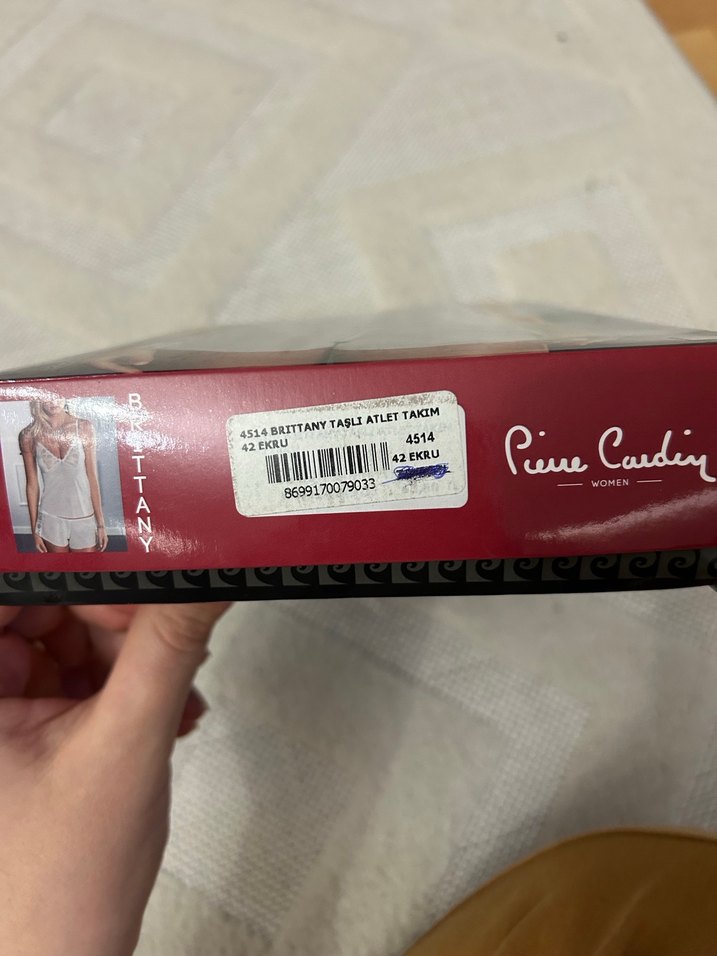 BRITTANY
4514 BRITTANY TAŞLI ATLET TAKIM
42 EKRU
4514
42 EKRU
8699170079033
Pierre Cardin
WOMEN